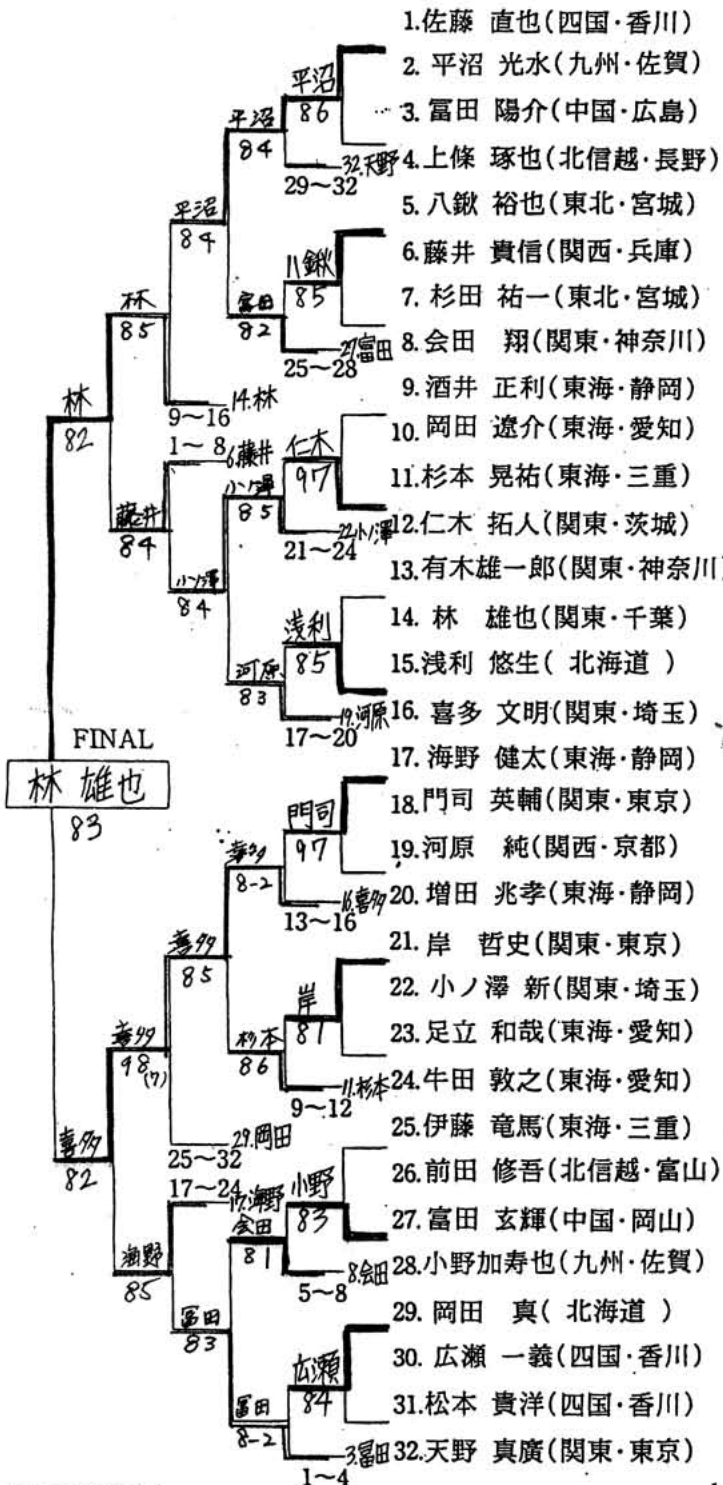 1.佐藤 直也(四国·香川)
2. 平沼 光水(九州·佐賀)
3. 冨田 陽介(中国·広島)
4.上條 琢也(北信越·長野)
5. 八鍬 裕也(東北·宮城)
6.藤井 貴信(関西·兵庫)
7. 杉田 祐一(東北·宮城)
8. 会田 翔(関東·神奈川)
9. 酒井 正利(東海·静岡)
10. 岡田 遼介(東海·愛知)
11.杉本 晃祐(東海·三重)
12.仁木 拓人(関東·茨城)
13.有木雄一郎(関東·神奈川)
14. 林 雄也(関東·千葉)
15.浅利 悠生( 北海道 )
16. 喜多 文明(関東·埼玉)
17. 海野 健太(東海·静岡)
18. 門司 英輔(関東·東京)
19.河原 純(関西·京都)
20. 増田 兆孝(東海·静岡)
21. 岸 哲史(関東·東京)
22. 小ノ澤 新(関東·埼玉)
23. 足立 和哉(東海·愛知)
24.牛田 敦之(東海·愛知)
25.伊藤 竜馬(東海·三重)
26. 前田 修吾(北信越·富山)
27. 富田 玄輝(中国·岡山)
28.小野加寿也(九州·佐賀)
29. 岡田 真( 北海道 )
30. 広瀬 一義(四国·香川)
31.松本 貴洋(四国·香川)
32.天野 真廣(関東·東京)
平沼
86
平沼
84
32.天野
29〜32
平沼
84
八鍬
85
富田
82
27.富田
25〜28
林
85
14.林
9〜16
林
82
1〜8
6.藤井
仁木
97
小ノ澤
85
22.小ノ澤
21〜24
藤井
84
小ノ澤
84
浅利
85
河原
83
19.河原
17〜20
FINAL
林 雄也
83
門司
97
喜多
8-2
16.喜多
13〜16
喜多
85
岸
81
杉本
86
11.杉本
9〜12
喜多
98(7)
29.岡田
25〜32
喜多
82
17〜24
17.海野
小野
83
会田
81
8.会田
5〜8
海野
85
冨田
83
広瀬
84
冨田
8-2
3.冨田
1〜4